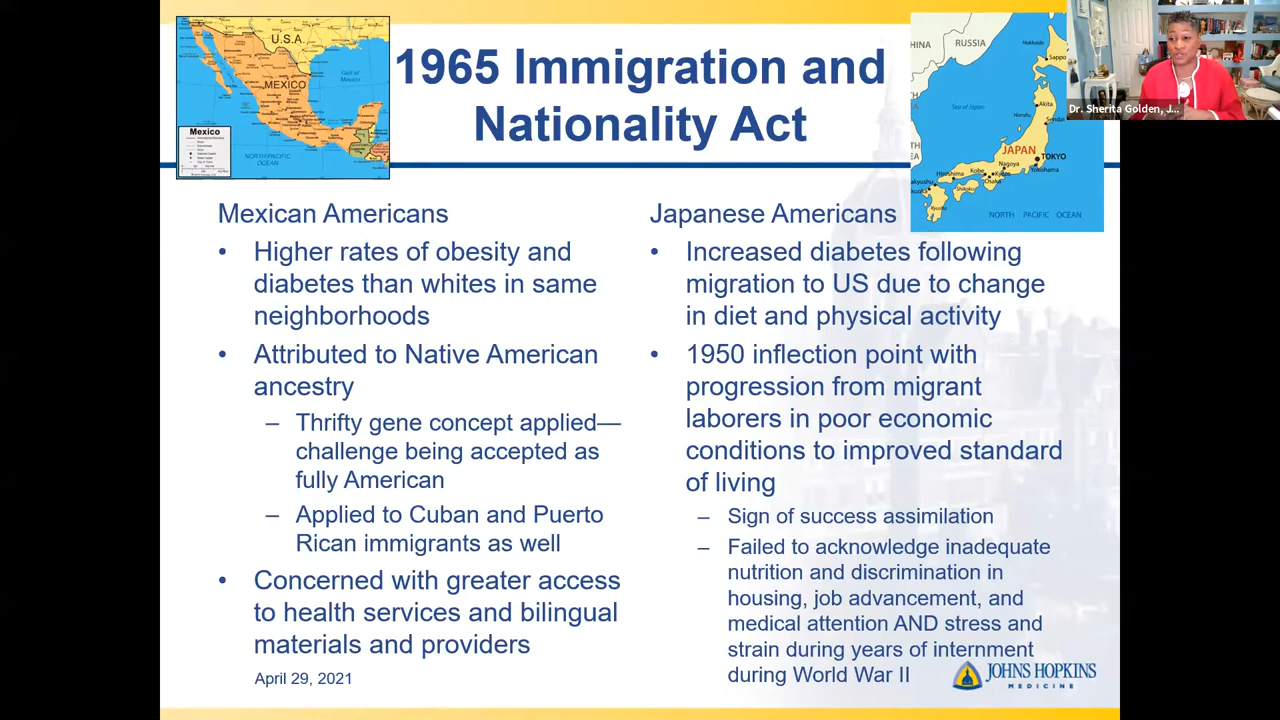 1965 Immigration and
Nationality Act
U.S.A.
MEXICO
Gulf of
Mexico
Mexico
NORTH PACIFIC
OCEAN
RUSSIA
Hokkaido
Sappo
Sea of Japan
Akita
Honshu
Sendai
JAPAN
TOKYO
Nagoya
Yokohama
Kobe
Kyoto
Hiroshima
Osaka
Shikoku
NORTH PACIFIC OCEAN
Dr. Sherita Golden, J...
Mexican Americans
• Higher rates of obesity and
diabetes than whites in same
neighborhoods
• Attributed to Native American
ancestry
– Thrifty gene concept applied—
challenge being accepted as
fully American
– Applied to Cuban and Puerto
Rican immigrants as well
• Concerned with greater access
to health services and bilingual
materials and providers
April 29, 2021
Japanese Americans
• Increased diabetes following
migration to US due to change
in diet and physical activity
• 1950 inflection point with
progression from migrant
laborers in poor economic
conditions to improved standard
of living
– Sign of success assimilation
– Failed to acknowledge inadequate
nutrition and discrimination in
housing, job advancement, and
medical attention AND stress and
strain during years of internment
during World War II
JOHNS HOPKINS
MEDICINE